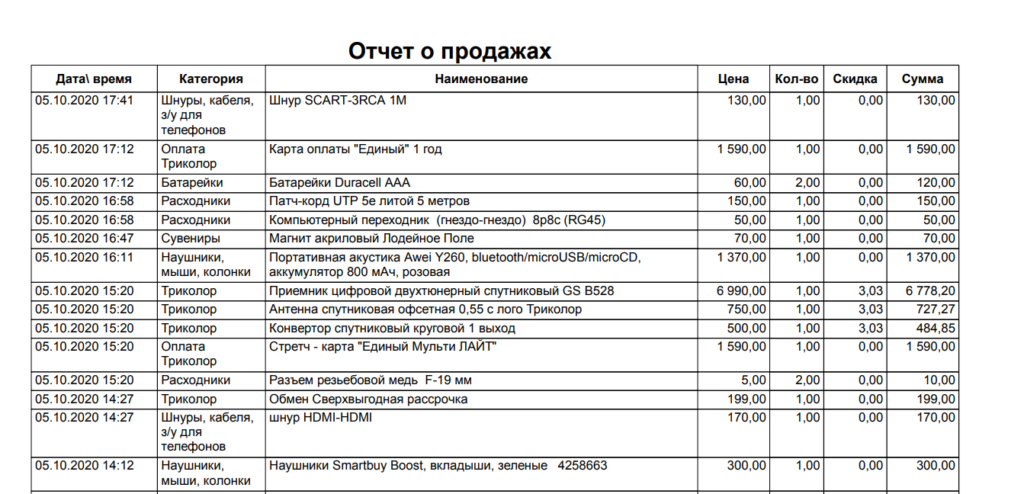 Отчет о продажах
Дата\ время Категория Наименование Цена Кол-во Скидка Сумма
05.10.2020 17:41 Шнуры, кабеля, Шнур SCART-3RCA 1М 130,00 1,00 0,00 130,00
з/у для
телефонов
05.10.2020 17:12 Оплата Карта оплаты "Единый" 1 год 1 590,00 1,00 0,00 1 590,00
Триколор
05.10.2020 17:12 Батарейки Батарейки Duracell AAA 60,00 2,00 0,00 120,00
05.10.2020 16:58 Расходники Патч-корд UTP 5е литой 5 метров 150,00 1,00 0,00 150,00
05.10.2020 16:58 Расходники Компьютерный переходник (гнездо-гнездо) 8p8c (RG45) 50,00 1,00 0,00 50,00
05.10.2020 16:47 Сувениры Магнит акриловый Лодейное Поле 70,00 1,00 0,00 70,00
05.10.2020 16:11 Наушники, Портативная акустика Awei Y260, bluetooth/microUSB/microCD, 1 370,00 1,00 0,00 1 370,00
мыши, колонки аккумулятор 800 мАч, розовая
05.10.2020 15:20 Триколор Приемник цифровой двухтюнерный спутниковый GS B528 6 990,00 1,00 3,03 6 778,20
05.10.2020 15:20 Триколор Антенна спутниковая офсетная 0,55 с лого Триколор 750,00 1,00 3,03 727,27
05.10.2020 15:20 Триколор Конвертор спутниковый круговой 1 выход 500,00 1,00 3,03 484,85
05.10.2020 15:20 Оплата Стретч - карта "Единый Мульти ЛАЙТ" 1 590,00 1,00 0,00 1 590,00
Триколор
05.10.2020 15:20 Расходники Разъем резьбовой медь F-19 мм 5,00 2,00 0,00 10,00
05.10.2020 14:27 Триколор Обмен Сверхвыгодная рассрочка 199,00 1,00 0,00 199,00
05.10.2020 14:27 Шнуры, кабеля, шнур HDMI-HDMI 170,00 1,00 0,00 170,00
з/у для
телефонов
05.10.2020 14:12 Наушники, Наушники Smartbuy Boost, вкладыши, зеленые 4258663 300,00 1,00 0,00 300,00
мыши, колонки